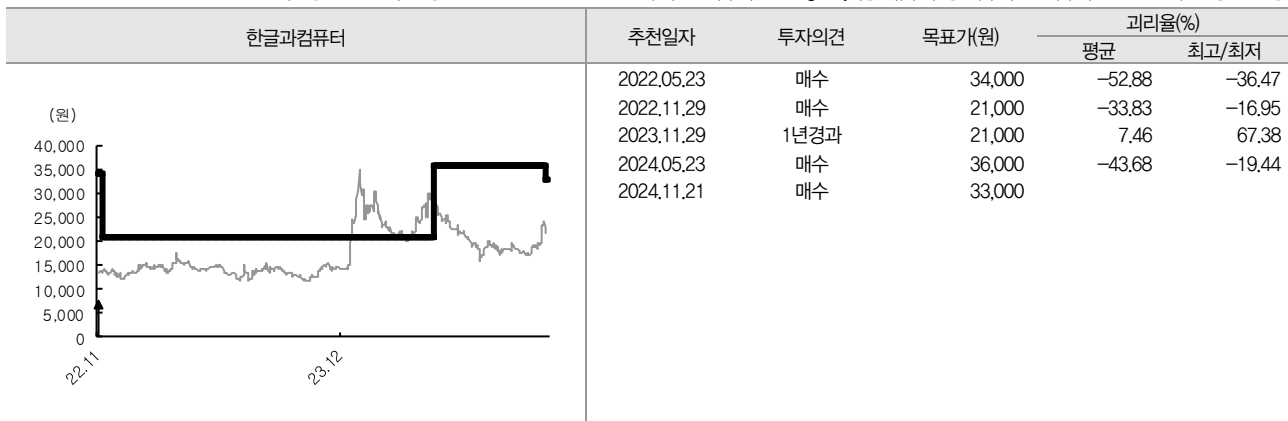 한글과컴퓨터
추천일자 투자의견 목표가(원) 괴리율(%)
평균 최고/최저
(원)
40,000
35,000
30,000
25,000
20,000
15,000
10,000
5,000
0
22.11
23.12
2022.05.23 매수 34,000 -52.88 -36.47
2022.11.29 매수 21,000 -33.83 -16.95
2023.11.29 1년경과 21,000 7.46 67.38
2024.05.23 매수 36,000 -43.68 -19.44
2024.11.21 매수 33,000